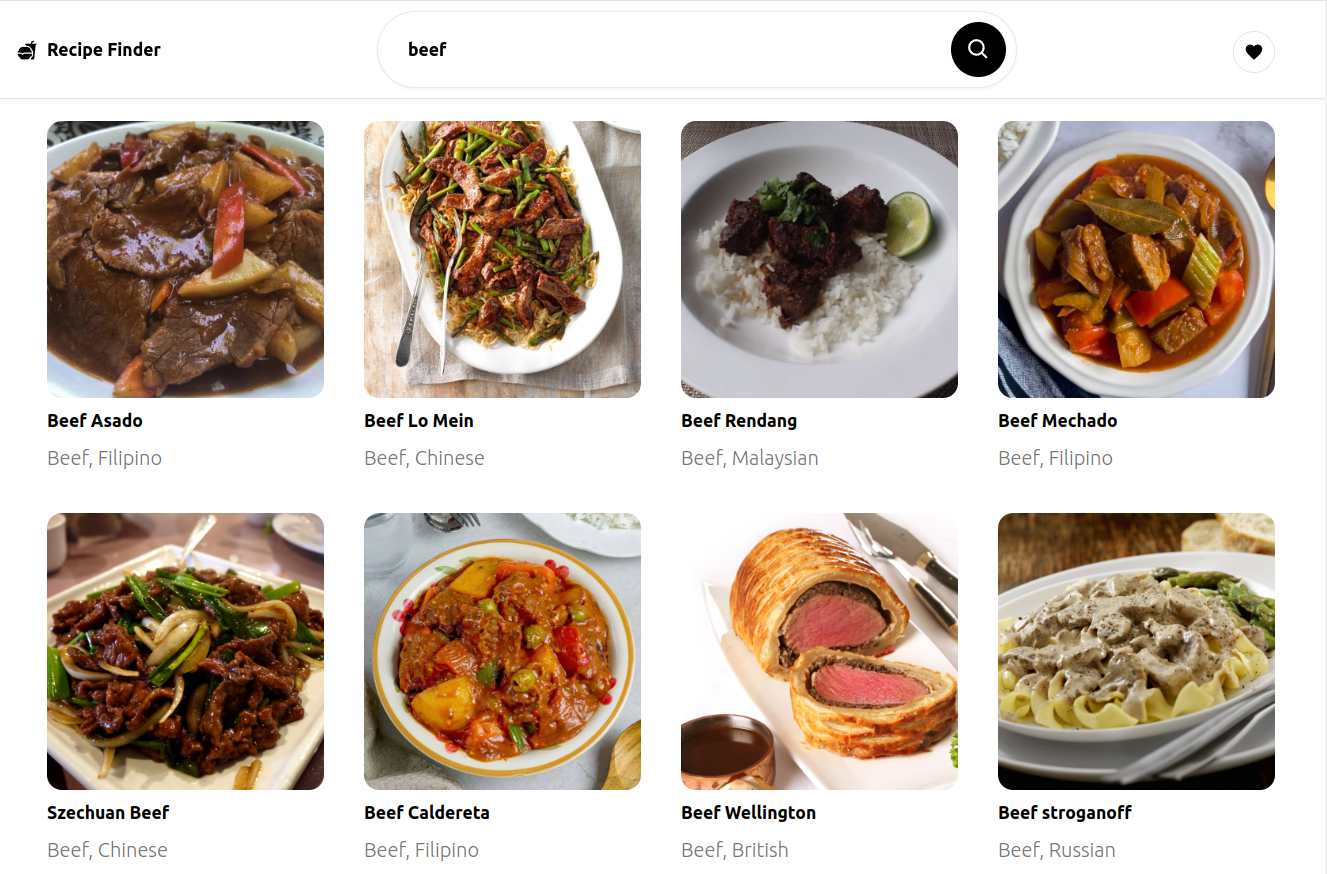 Recipe Finder
beef
Beef Asado
Beef, Filipino
Beef Lo Mein
Beef, Chinese
Beef Rendang
Beef, Malaysian
Beef Mechado
Beef, Filipino
Szechuan Beef
Beef, Chinese
Beef Caldereta
Beef, Filipino
Beef Wellington
Beef, British
Beef stroganoff
Beef, Russian